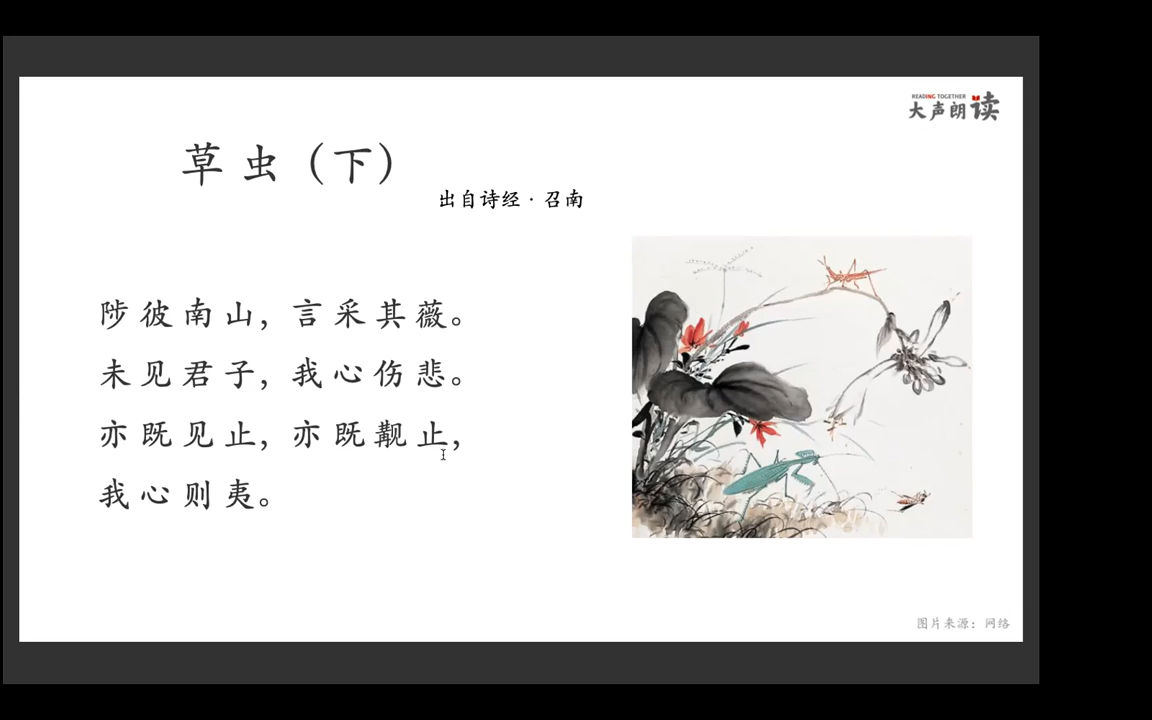 READING TOGETHER
大声朗读
草虫（下）
出自诗经·召南
陟彼南山，言采其薇。
未见君子，我心伤悲。
亦既见止，亦既觏止，
我心则夷。
图片来源：网络